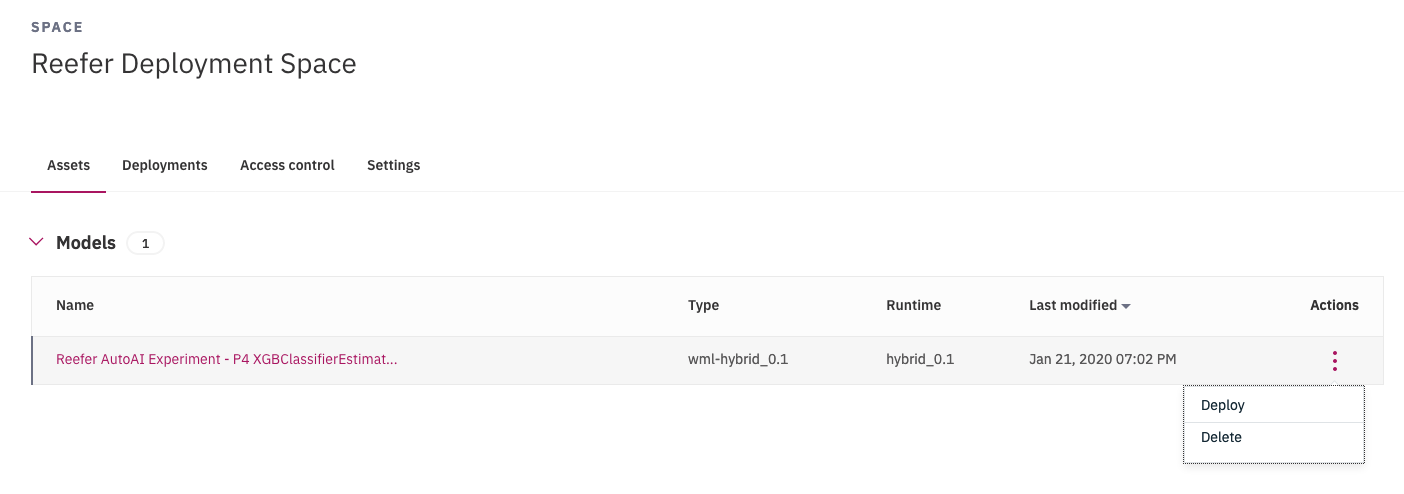 SPACE
Reefer Deployment Space
Assets Deployments Access control Settings
Models 1
Name Type Runtime Last modified Actions
Reefer AutoAI Experiment - P4 XGBClassifierEstimat... wml-hybrid_0.1 hybrid_0.1 Jan 21, 2020 07:02 PM
Deploy
Delete